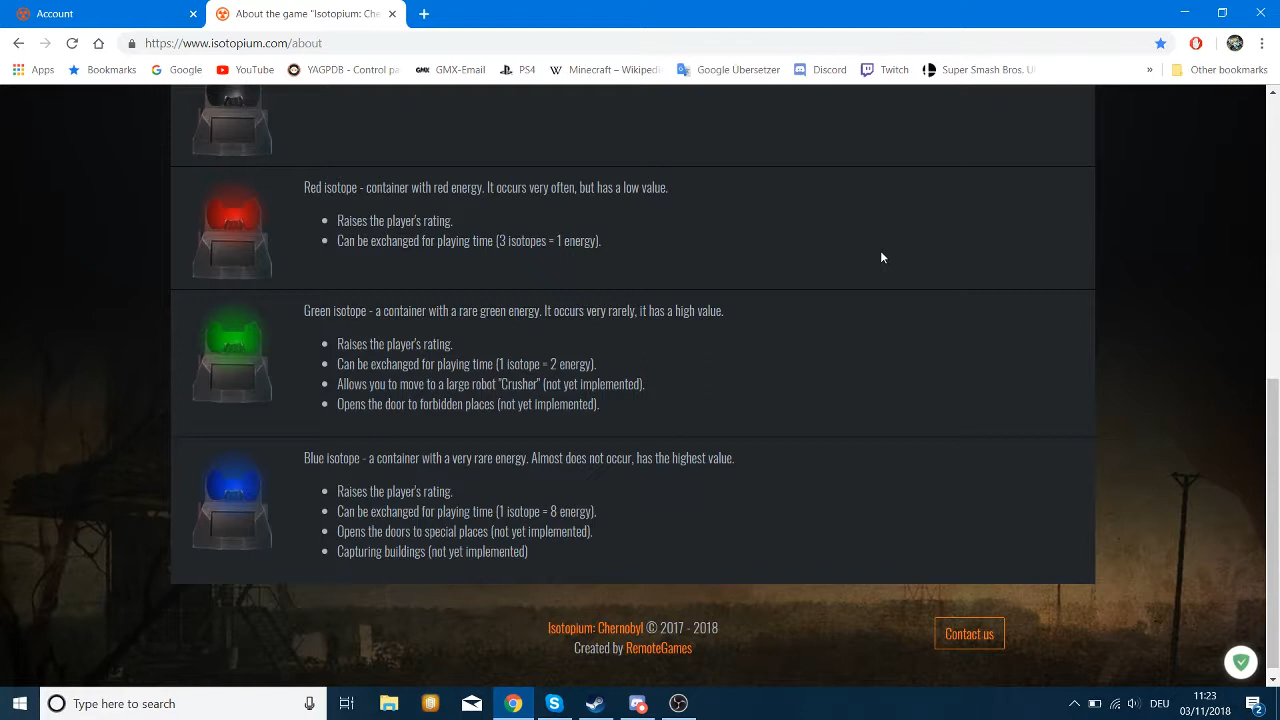 Account
About the game "Isotopium: Che
https://www.isotopium.com/about
Apps
Bookmarks
Google
YouTube
YAGPDB - Control pa
GMX-Email
PS4
Minecraft – Wikipedi
Google Übersetzer
Discord
Twitch
Super Smash Bros. Ul
»
Other bookmarks
Red isotope - container with red energy. It occurs very often, but has a low value.
Raises the player's rating.
Can be exchanged for playing time (3 isotopes = 1 energy).
Green isotope - a container with a rare green energy. It occurs very rarely, it has a high value.
Raises the player's rating.
Can be exchanged for playing time (1 isotope = 2 energy).
Allows you to move to a large robot "Crusher" (not yet implemented).
Opens the door to forbidden places (not yet implemented).
Blue isotope - a container with a very rare energy. Almost does not occur, has the highest value.
Raises the player's rating.
Can be exchanged for playing time (1 isotope = 8 energy).
Opens the doors to special places (not yet implemented).
Capturing buildings (not yet implemented)
Isotopium: Chernobyl © 2017 - 2018
Created by RemoteGames
Contact us
Type here to search
DEU
11:23
03/11/2018
2